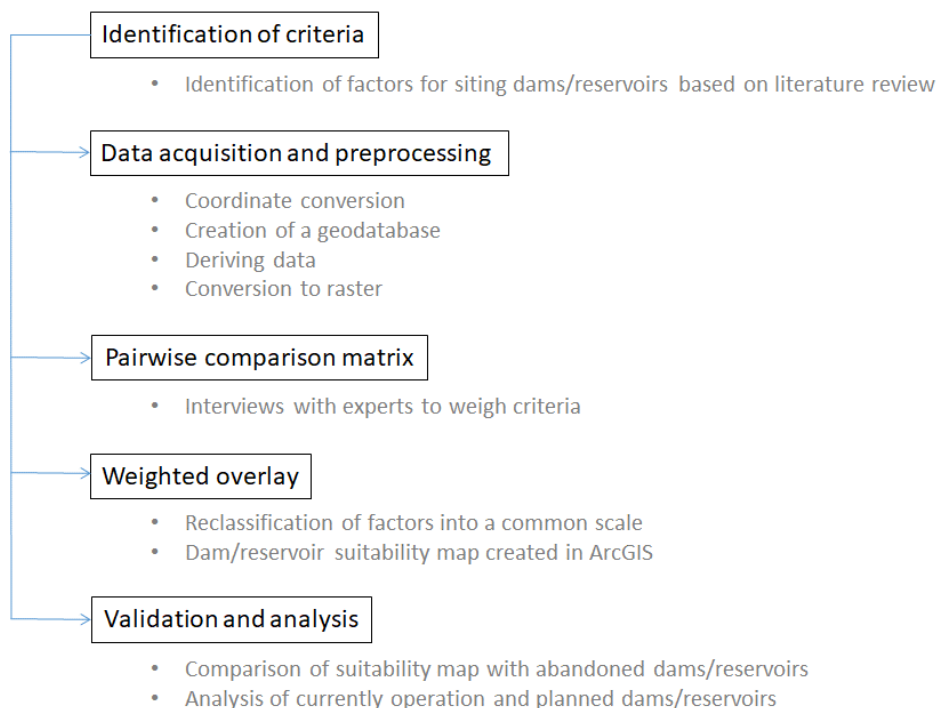 Identification of criteria
• Identification of factors for siting dams/reservoirs based on literature review
Data acquisition and preprocessing
• Coordinate conversion
• Creation of a geodatabase
• Deriving data
• Conversion to raster
Pairwise comparison matrix
• Interviews with experts to weigh criteria
Weighted overlay
• Reclassification of factors into a common scale
• Dam/reservoir suitability map created in ArcGIS
Validation and analysis
• Comparison of suitability map with abandoned dams/reservoirs
• Analysis of currently operation and planned dams/reservoirs